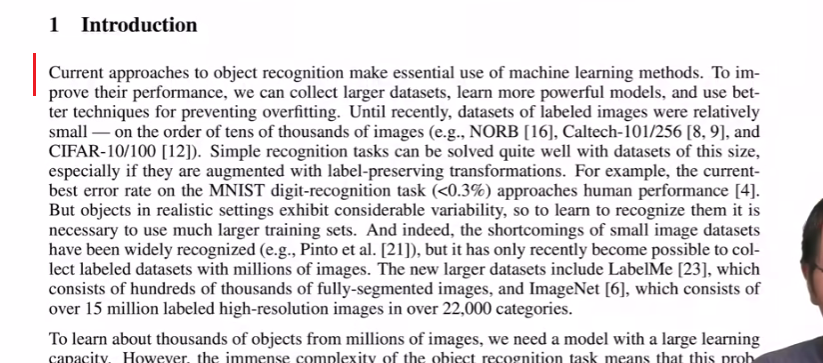 1 Introduction
Current approaches to object recognition make essential use of machine learning methods. To im-
prove their performance, we can collect larger datasets, learn more powerful models, and use bet-
ter techniques for preventing overfitting. Until recently, datasets of labeled images were relatively
small — on the order of tens of thousands of images (e.g., NORB [16], Caltech-101/256 [8, 9], and
CIFAR-10/100 [12]). Simple recognition tasks can be solved quite well with datasets of this size,
especially if they are augmented with label-preserving transformations. For example, the current-
best error rate on the MNIST digit-recognition task (<0.3%) approaches human performance [4].
But objects in realistic settings exhibit considerable variability, so to learn to recognize them it is
necessary to use much larger training sets. And indeed, the shortcomings of small image datasets
have been widely recognized (e.g., Pinto et al. [21]), but it has only recently become possible to col-
lect labeled datasets with millions of images. The new larger datasets include LabelMe [23], which
consists of hundreds of thousands of fully-segmented images, and ImageNet [6], which consists of
over 15 million labeled high-resolution images in over 22,000 categories.
To learn about thousands of objects from millions of images, we need a model with a large learning
capacity. However, the immense complexity of the object recognition task means that this prob-